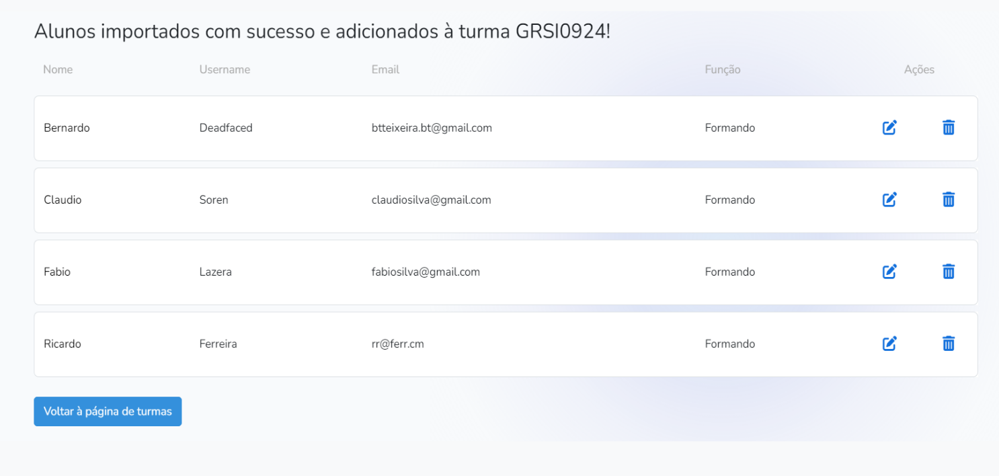 Alunos importados com sucesso e adicionados à turma GRSI0924!
Nome Username Email Função Ações
Bernardo Deadfaced btteixeira.bt@gmail.com Formando
Claudio Soren claudiosilva@gmail.com Formando
Fabio Lazera fabiosilva@gmail.com Formando
Ricardo Ferreira rr@ferr.cm Formando
Voltar à página de turmas